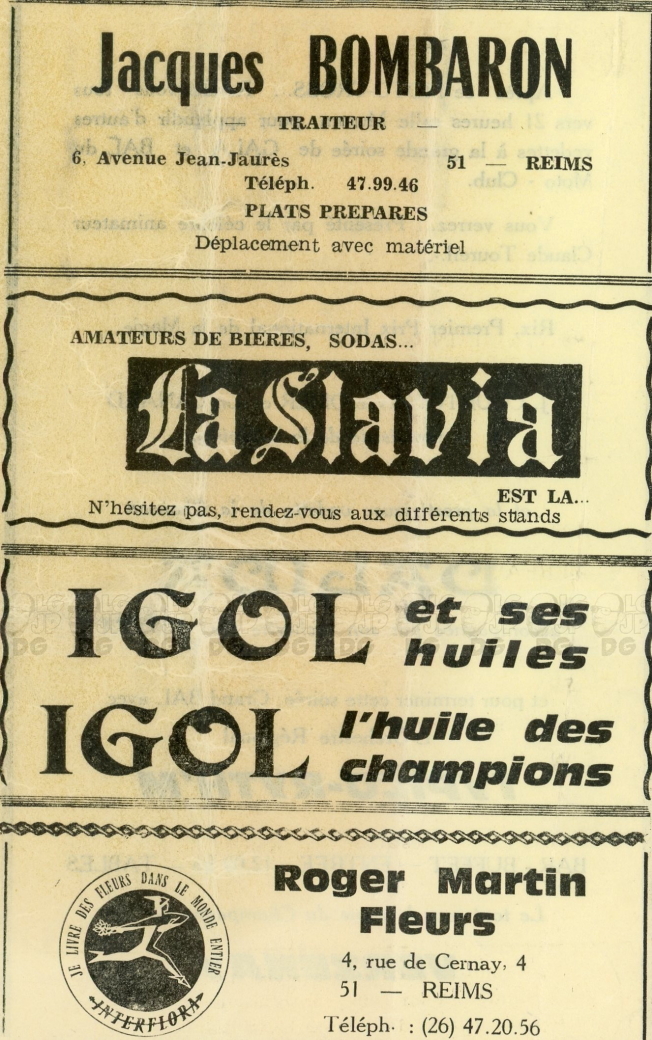 Jacques BOMBARON
— TRAITEUR —
6, Avenue Jean-Jaurès 51 — REIMS
Téléph. 47.99.46
PLATS PREPARES
Déplacement avec matériel
AMATEURS DE BIERES, SODAS...
La Slavia
EST LA...
N'hésitez pas, rendez-vous aux différents stands
IGOL et ses
huiles
IGOL l'huile des
champions
JE LIVRE DES FLEURS DANS LE MONDE ENTIER
INTERFLORA
Roger Martin
Fleurs
4, rue de Cernay, 4
51 — REIMS
Téléph. : (26) 47.20.56